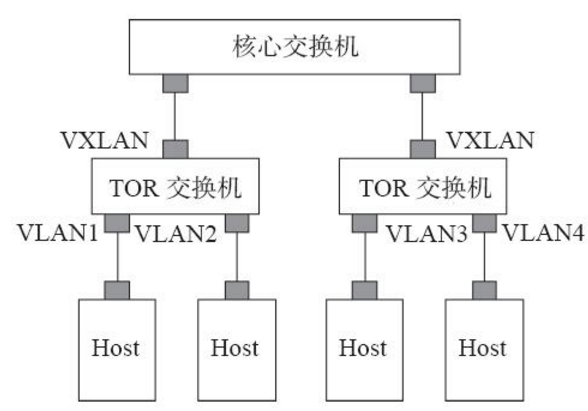 核心交换机
VXLAN VXLAN
TOR 交换机 TOR 交换机
VLAN1 VLAN2 VLAN3 VLAN4
Host Host Host Host